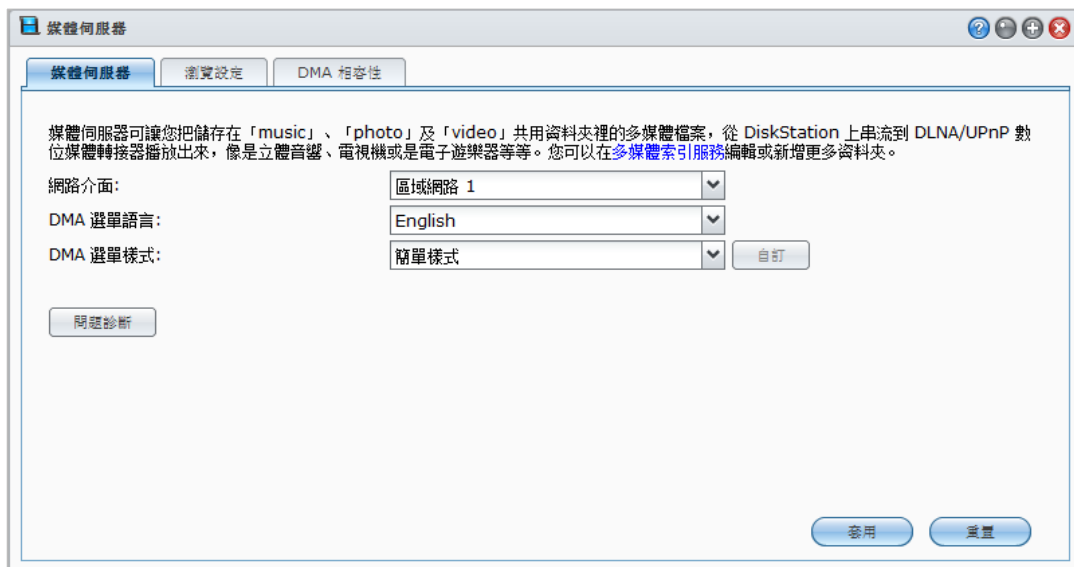 媒體伺服器
媒體伺服器 瀏覽設定 DMA 相容性
媒體伺服器可讓您把儲存在「music」、「photo」及「video」共用資料夾裡的多媒體檔案，從 DiskStation 上串流到 DLNA/UPnP 數
位媒體轉接器播放出來，像是立體音響、電視機或是電子遊樂器等等。您可以在多媒體索引服務編輯或新增更多資料夾。
網路介面: 區域網路 1
DMA 選單語言: English
DMA 選單樣式: 簡單樣式 自訂
問題診斷
套用 重置